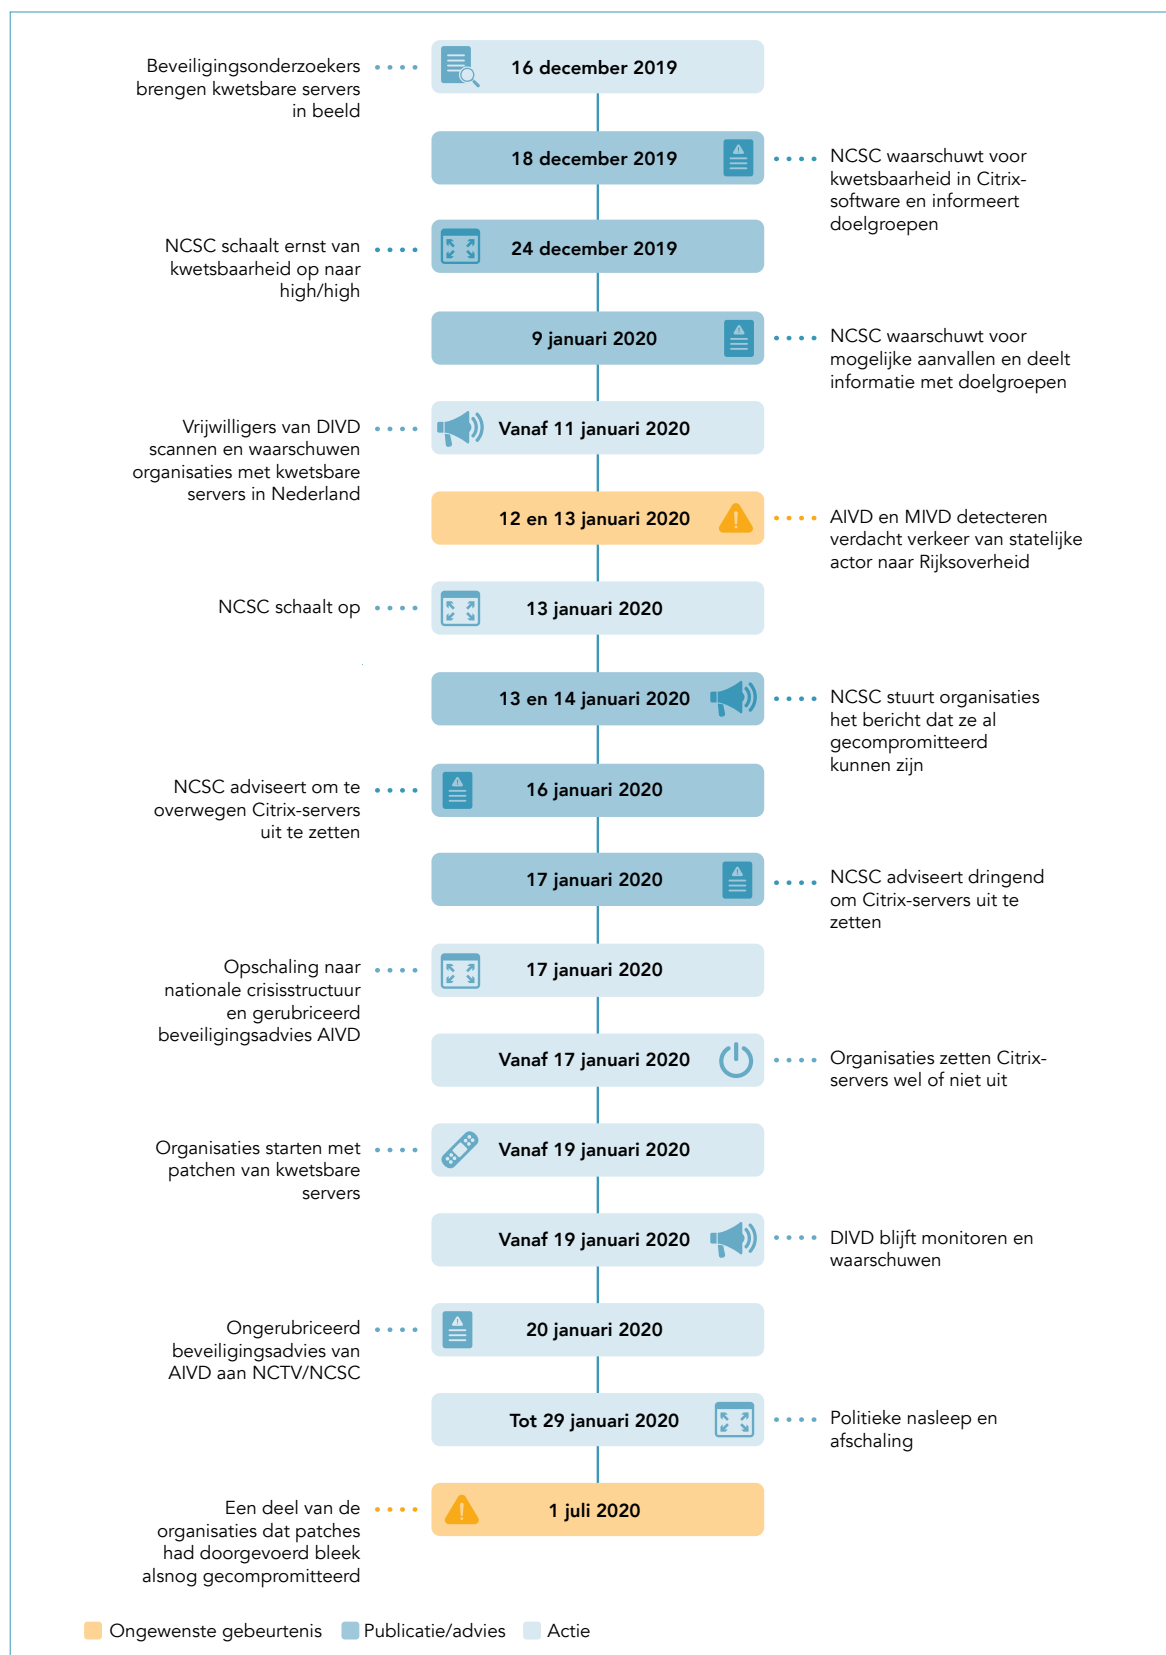 Beveiligingsonderzoekers
brengen kwetsbare servers
in beeld
16 december 2019
18 december 2019
NCSC waarschuwt voor
kwetsbaarheid in Citrix-
software en informeert
doelgroepen
NCSC schaalt ernst van
kwetsbaarheid op naar
high/high
24 december 2019
9 januari 2020
NCSC waarschuwt voor
mogelijke aanvallen en deelt
informatie met doelgroepen
Vrijwilligers van DIVD
scannen en waarschuwen
organisaties met kwetsbare
servers in Nederland
Vanaf 11 januari 2020
12 en 13 januari 2020
AIVD en MIVD detecteren
verdacht verkeer van statelijke
actor naar Rijksoverheid
NCSC schaalt op
13 januari 2020
13 en 14 januari 2020
NCSC stuurt organisaties
het bericht dat ze al
gecompromitteerd
kunnen zijn
NCSC adviseert om te
overwegen Citrix-servers
uit te zetten
16 januari 2020
17 januari 2020
NCSC adviseert dringend
om Citrix-servers uit te
zetten
Opschaling naar
nationale crisisstructuur
en gerubriceerd
beveiligingsadvies AIVD
17 januari 2020
Vanaf 17 januari 2020
Organisaties zetten Citrix-
servers wel of niet uit
Organisaties starten met
patchen van kwetsbare
servers
Vanaf 19 januari 2020
Vanaf 19 januari 2020
DIVD blijft monitoren en
waarschuwen
Ongerubriceerd
beveiligingsadvies van
AIVD aan NCTV/NCSC
20 januari 2020
Tot 29 januari 2020
Politieke nasleep en
afschaling
Een deel van de
organisaties dat patches
had doorgevoerd bleek
alsnog gecompromitteerd
1 juli 2020
Ongewenste gebeurtenis
Publicatie/advies
Actie